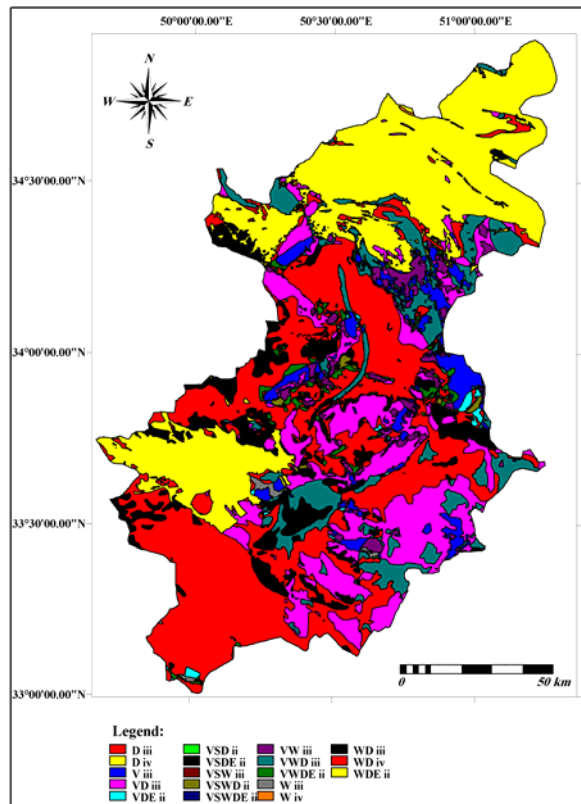 50°00'00.00"E 50°30'00.00"E 51°00'00.00"E
N
W E
S
34°30'00.00"N
34°00'00.00"N
33°30'00.00"N
33°00'00.00"N
0 50 km
Legend:
D iii VSD ii VW iii WD iii
D iv VSDE ii VWD iii WD iv
V iii VSW iii VWDE ii WDE ii
VD iii VSWD ii W iii
VDE ii VSWDE ii W iv